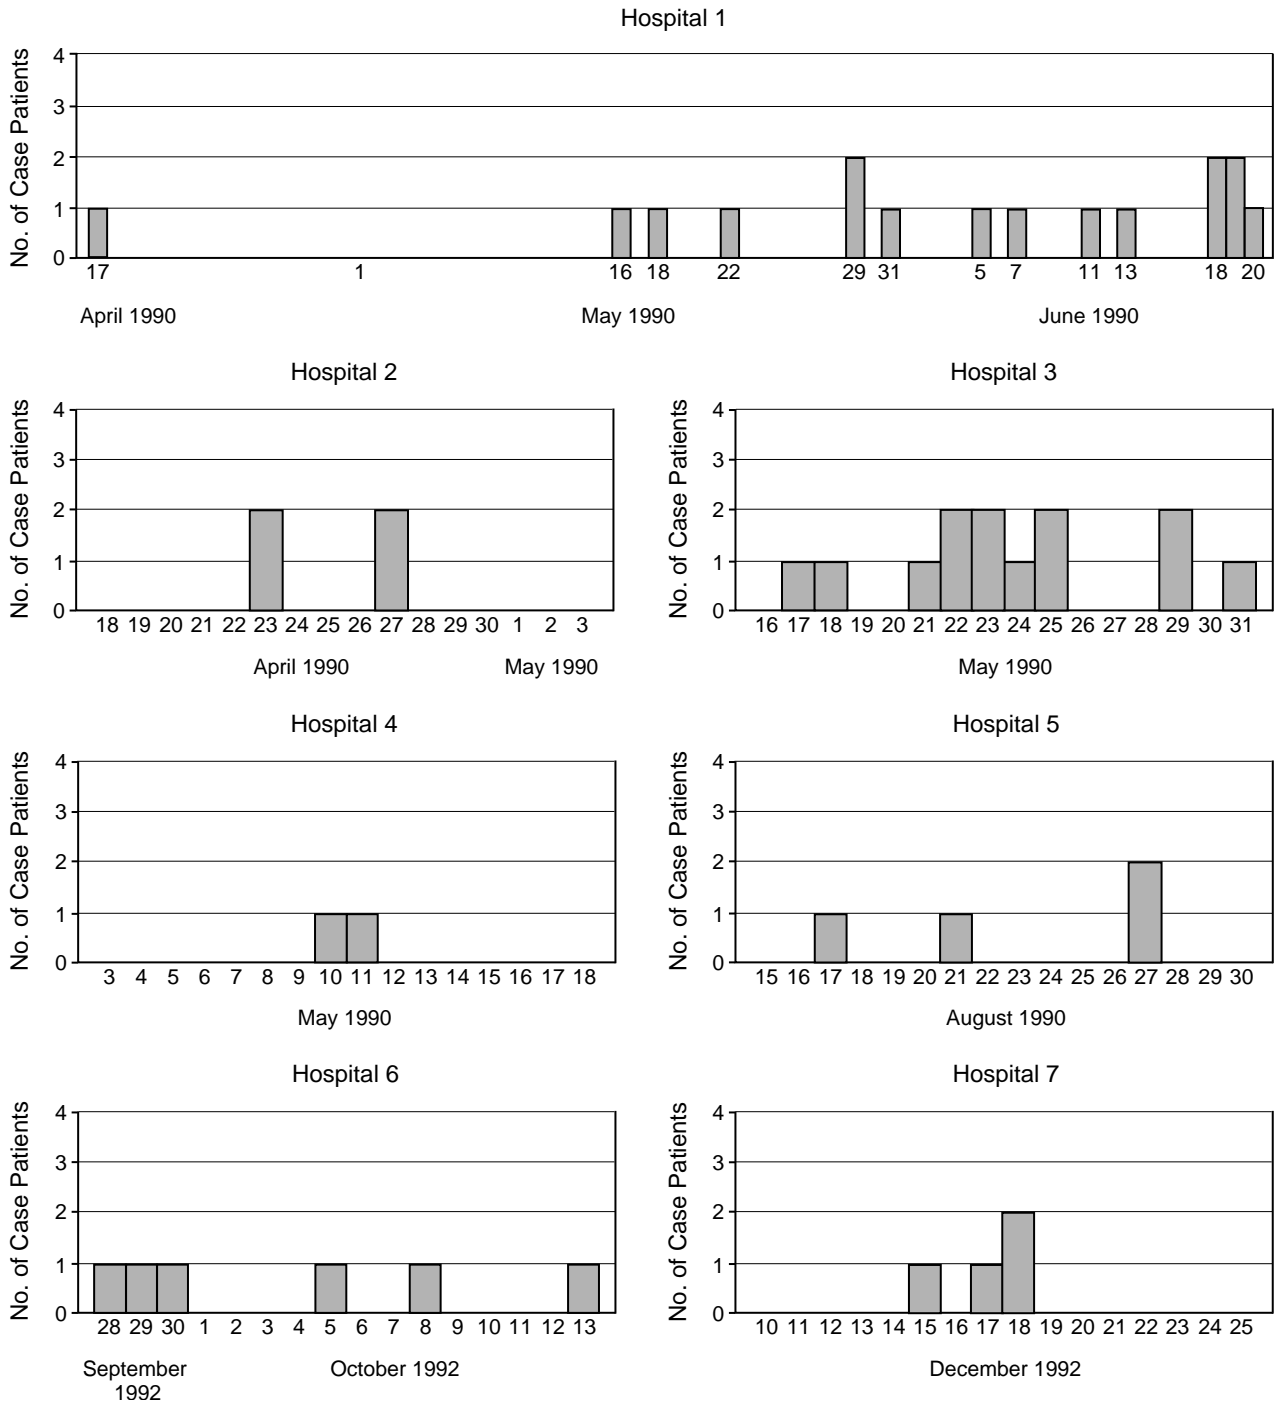 Hospital 1
No. of Case Patients
4
3
2
1
0
17 1 16 18 22 29 31 5 7 11 13 18 20
April 1990 May 1990 June 1990
Hospital 2
No. of Case Patients
4
3
2
1
0
18 19 20 21 22 23 24 25 26 27 28 29 30 1 2 3
April 1990 May 1990
Hospital 3
No. of Case Patients
4
3
2
1
0
16 17 18 19 20 21 22 23 24 25 26 27 28 29 30 31
May 1990
Hospital 4
No. of Case Patients
4
3
2
1
0
3 4 5 6 7 8 9 10 11 12 13 14 15 16 17 18
May 1990
Hospital 5
No. of Case Patients
4
3
2
1
0
15 16 17 18 19 20 21 22 23 24 25 26 27 28 29 30
August 1990
Hospital 6
No. of Case Patients
4
3
2
1
0
28 29 30 1 2 3 4 5 6 7 8 9 10 11 12 13
September October 1992
1992
Hospital 7
No. of Case Patients
4
3
2
1
0
10 11 12 13 14 15 16 17 18 19 20 21 22 23 24 25
December 1992